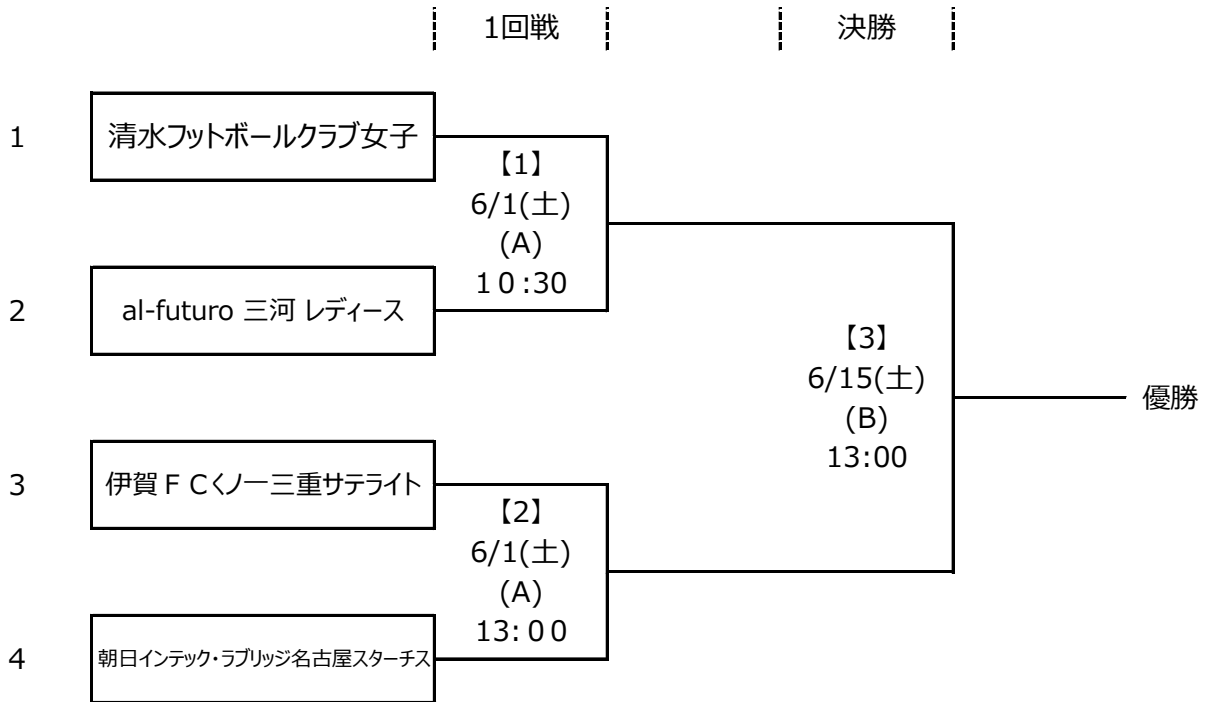 1回戦
決勝
1
清水フットボールクラブ女子
【1】
6/1(土)
(A)
１０:30
2
al-futuro 三河 レディース
【3】
6/15(土)
(B)
13:00
優勝
3
伊賀ＦＣくノ一三重サテライト
【2】
6/1(土)
(A)
13:００
4
朝日インテック・ラブリッジ名古屋スターチス